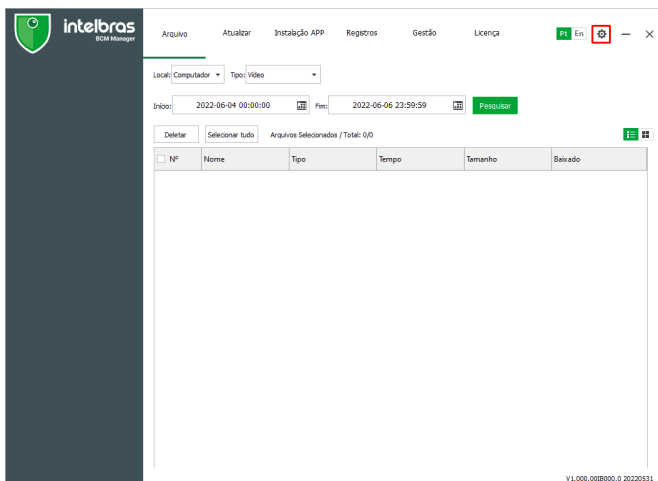 intelbras
BCM Manager
Arquivo Atualizar Instalação APP Registros Gestão Licença Pt En
Local: Computador Tipo: Vídeo
Início: 2022-06-04 00:00:00 Fim: 2022-06-06 23:59:59 Pesquisar
Deletar Selecionar tudo Arquivos Selecionados / Total: 0/0
Nº Nome Tipo Tempo Tamanho Baixado
V1.000.00IB000.0 20220531